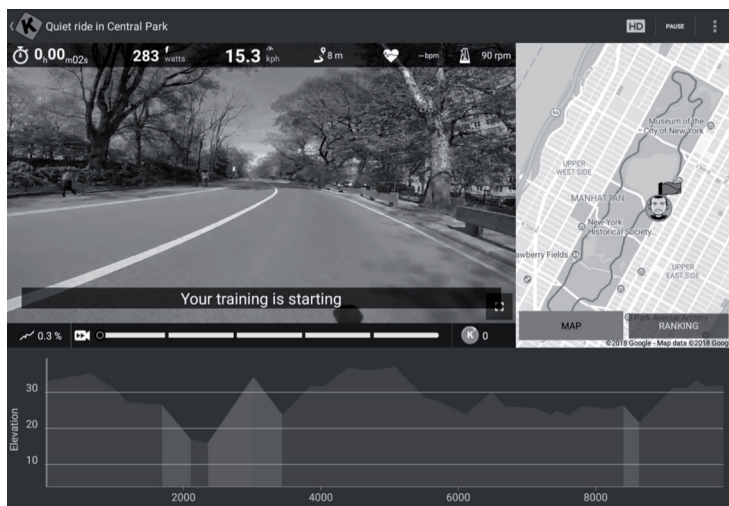 K Quiet ride in Central Park
HD PAUSE
0h00m02s 283 watts 15.3 kph 8 m –bpm 90 rpm
Museum of the
City of New York
9A
UPPER
WEST SIDE
MANHATTAN
New-York
Historical Society...
awberry Fields
UPPER
EAST SIDE
Your training is starting
Park Avenue Armory
MAP RANKING
0.3 % K 0
©2018 Google - Map data ©2018 Goog
Elevation
30
20
10
2000 4000 6000 8000